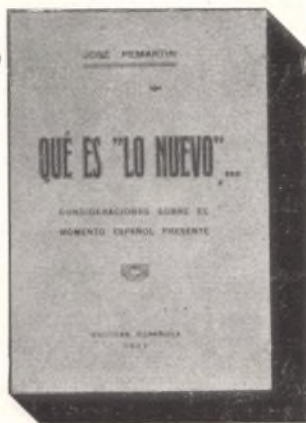 JOSÉ PEMARTIN
QUÉ ES "LO NUEVO"...
CONSIDERACIONES SOBRE EL
MOMENTO ESPAÑOL PRESENTE
ESPAÑOLA